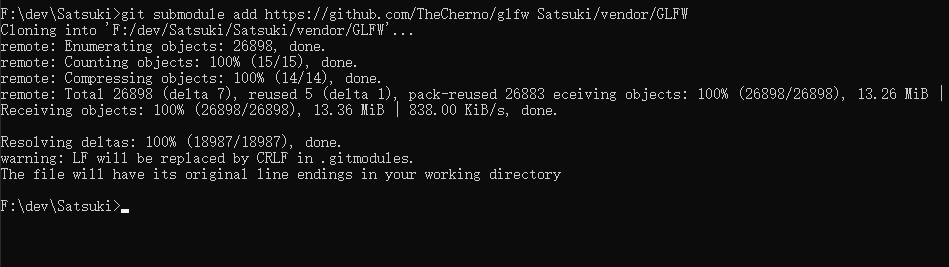 F:\dev\Satsuki>git submodule add https://github.com/TheCherno/glfw Satsuki/vendor/GLFW
Cloning into 'F:/dev/Satsuki/Satsuki/vendor/GLFW'...
remote: Enumerating objects: 26898, done.
remote: Counting objects: 100% (15/15), done.
remote: Compressing objects: 100% (14/14), done.
remote: Total 26898 (delta 7), reused 5 (delta 1), pack-reused 26883 eceiving objects: 100% (26898/26898), 13.26 MiB |
Receiving objects: 100% (26898/26898), 13.36 MiB | 838.00 KiB/s, done.
Resolving deltas: 100% (18987/18987), done.
warning: LF will be replaced by CRLF in .gitmodules.
The file will have its original line endings in your working directory
F:\dev\Satsuki>